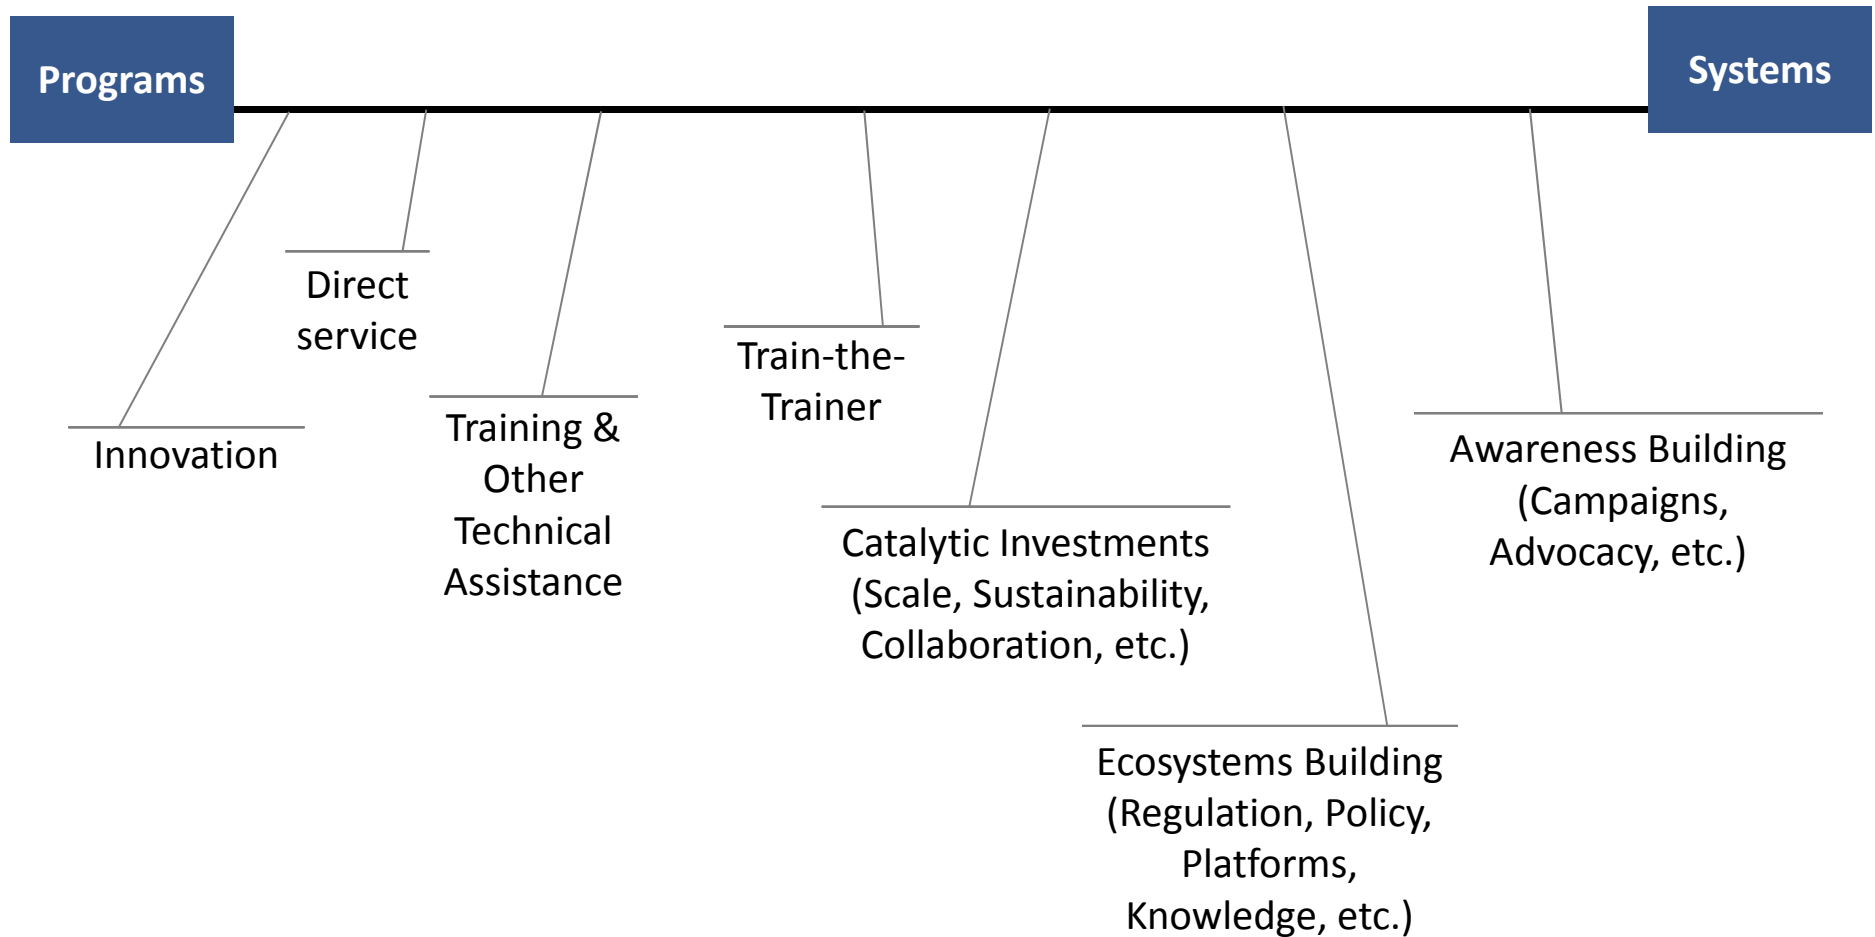 Programs
Systems
Innovation
Direct
service
Training &
Other
Technical
Assistance
Train-the-
Trainer
Catalytic Investments
(Scale, Sustainability,
Collaboration, etc.)
Ecosystems Building
(Regulation, Policy,
Platforms,
Knowledge, etc.)
Awareness Building
(Campaigns,
Advocacy, etc.)